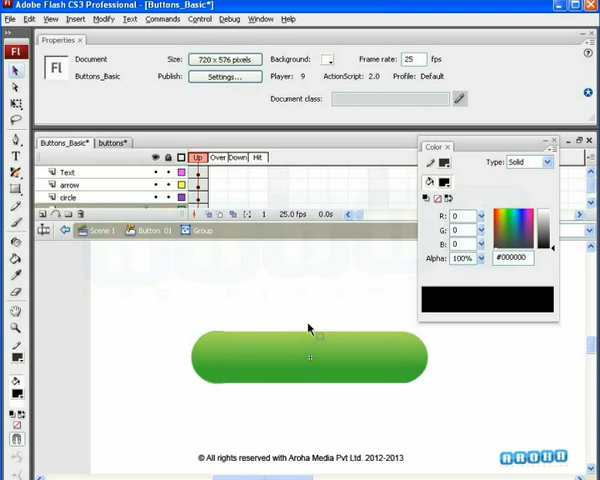 Adobe Flash CS3 Professional - [Buttons_Basic*]
File Edit View Insert Modify Text Commands Control Debug Window Help
Properties
Fl
Document
Size:
720 x 576 pixels
Background:
Frame rate: 25 fps
Buttons_Basic
Publish:
Settings...
Player: 9
ActionScript: 2.0
Profile: Default
Document class:
Buttons_Basic*
buttons*
Up Over Down Hit
Text
arrow
circle
1 25.0 fps 0.0s
Scene 1
Button 01
Group
Color
Type: Solid
R: 0
G: 0
B: 0
Alpha: 100%
#000000
© All rights reserved with Aroha Media Pvt Ltd. 2012-2013
AROHA